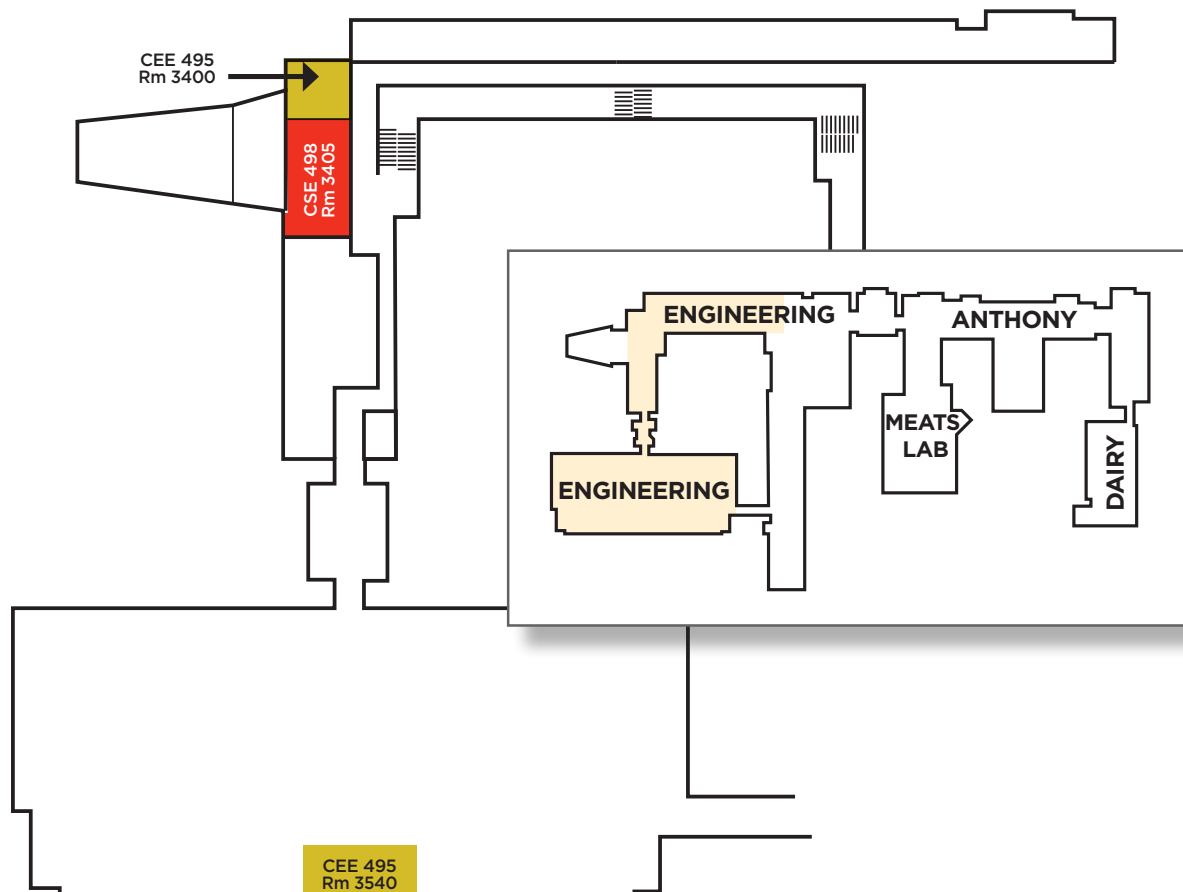 CEE 495
Rm 3400
CSE 498
Rm 3405
ENGINEERING
ANTHONY
MEATS
LAB
DAIRY
ENGINEERING
CEE 495
Rm 3540